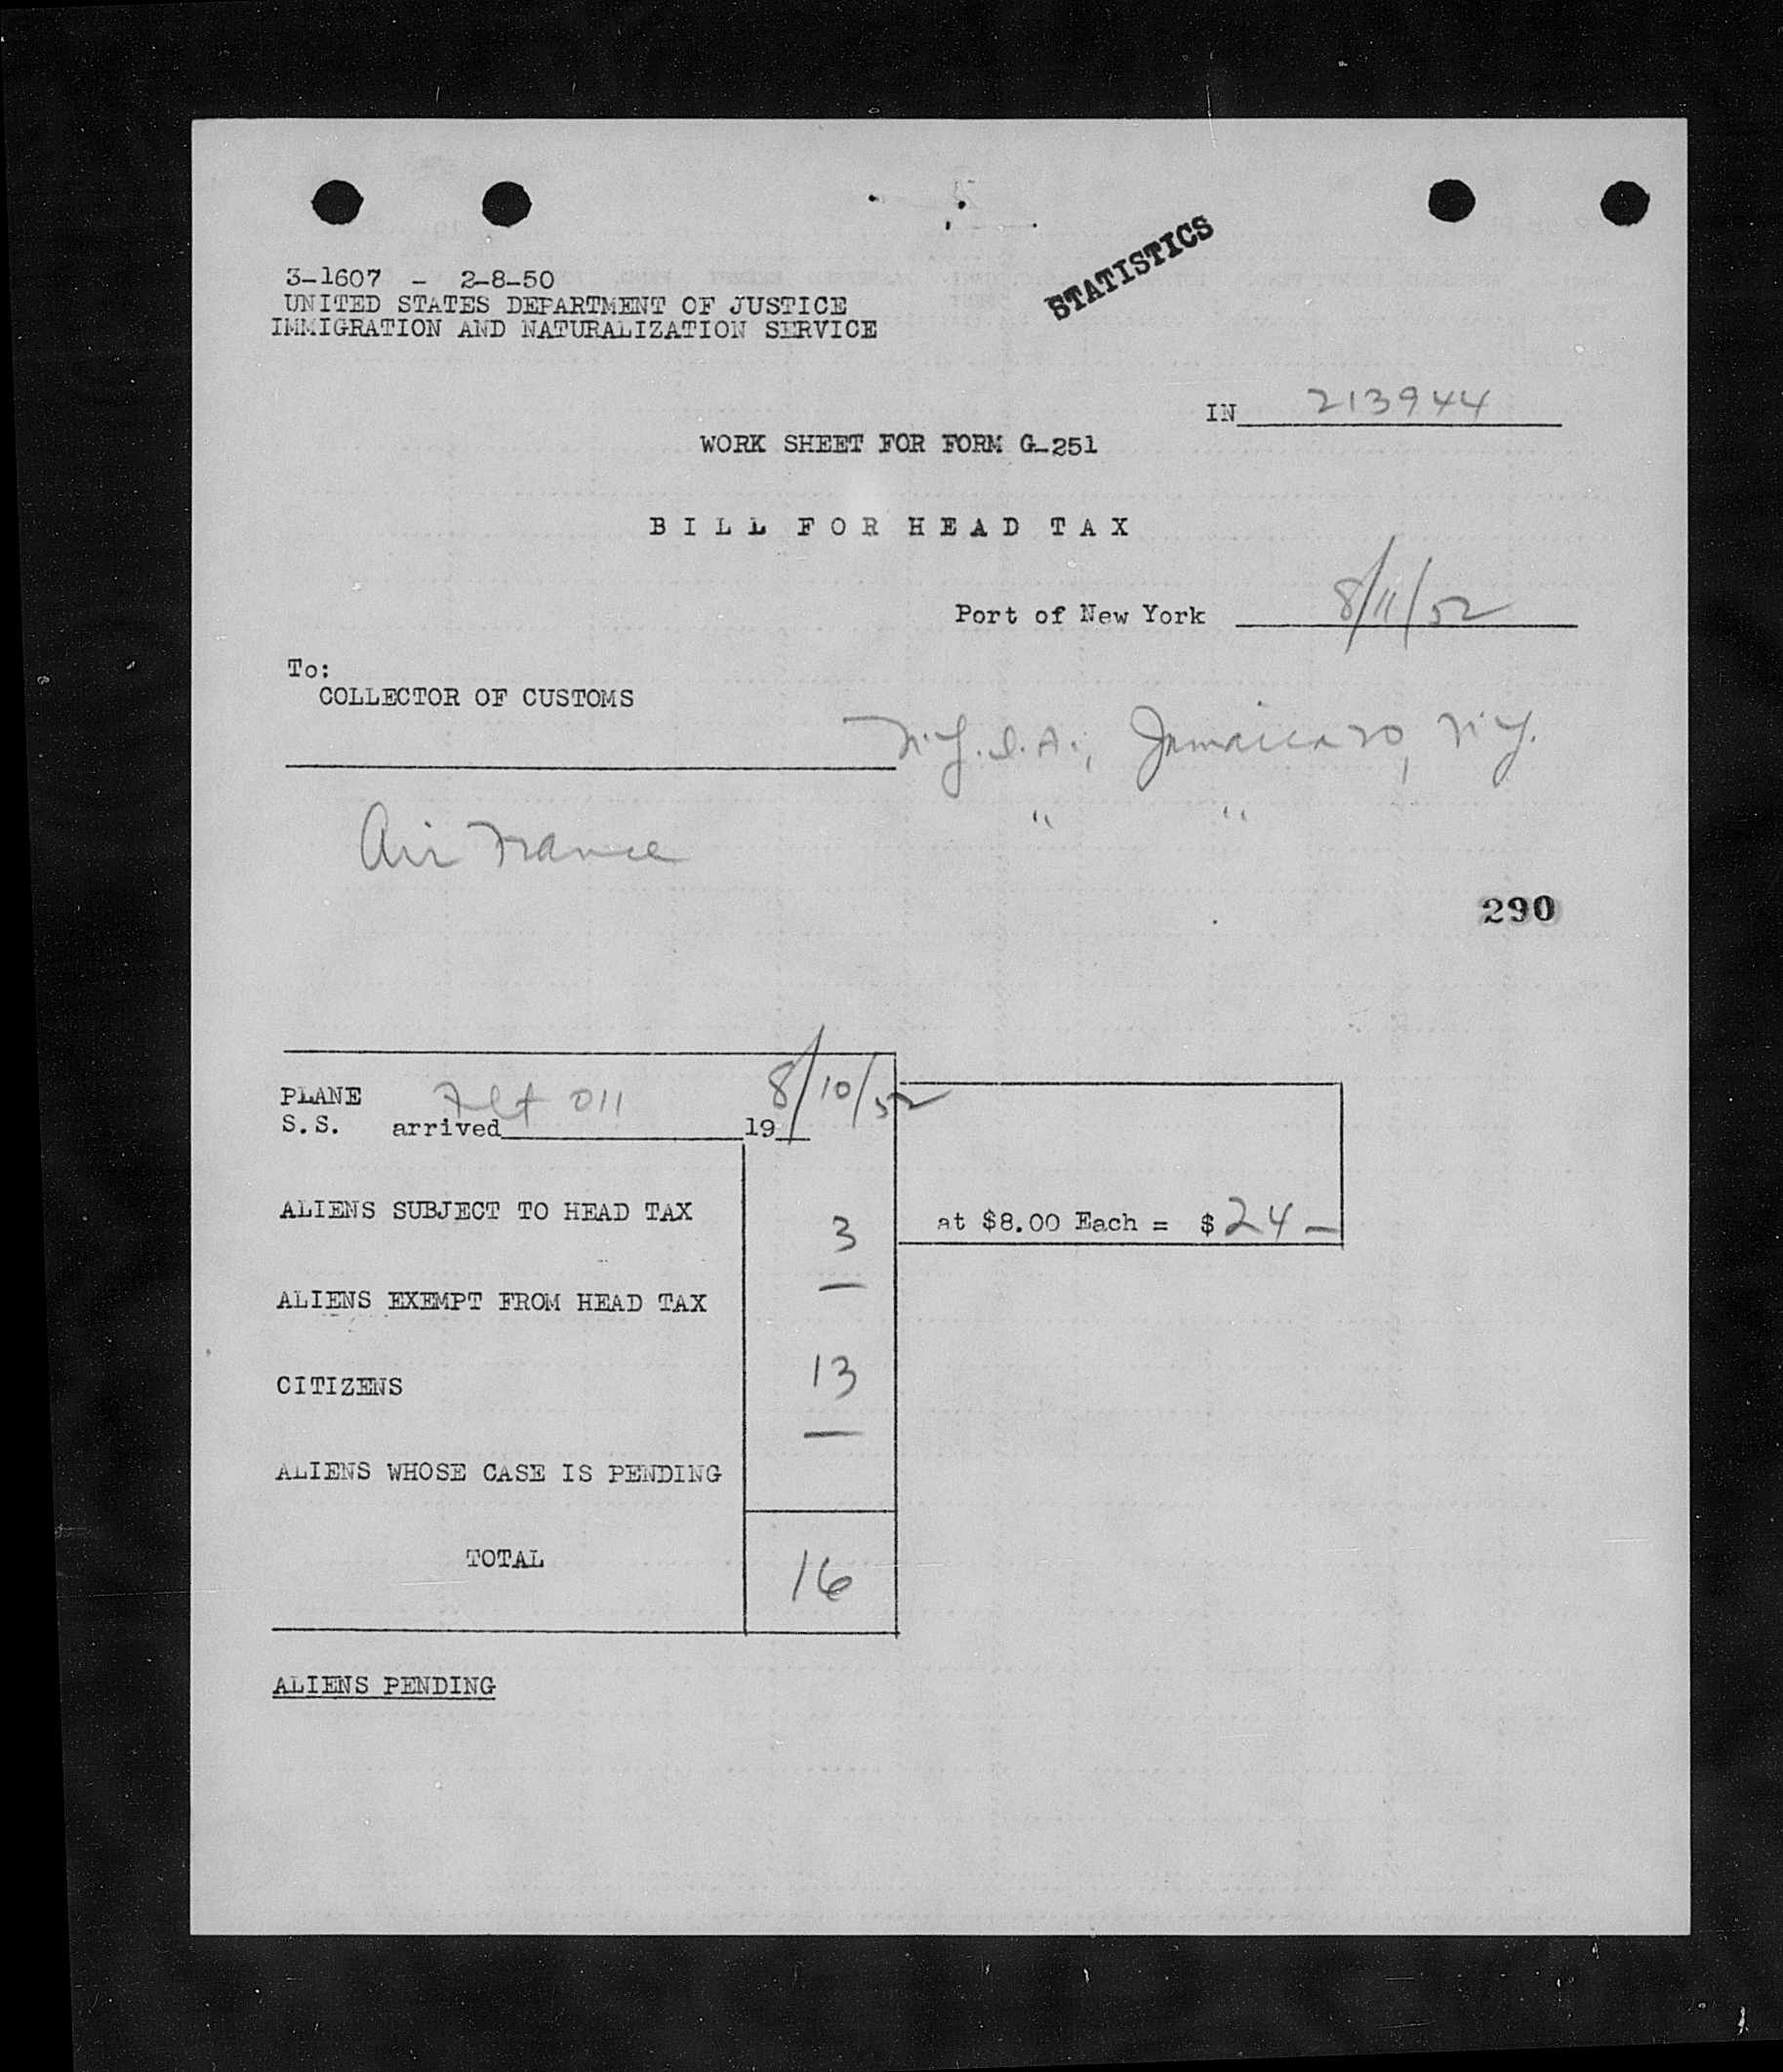 STATISTICS
3-1607 - 2-8-50
UNITED STATES DEPARTMENT OF JUSTICE
IMMIGRATION AND NATURALIZATION SERVICE
IN 213944
WORK SHEET FOR FORM G-251
BILL FOR HEAD TAX
Port of New York 8/11/52
To:
COLLECTOR OF CUSTOMS
N.Y.I.A., Jamaica 20, N.Y.
" "
Air France
290
PLANE Flt 011 8/10/52
S.S. arrived 19
ALIENS SUBJECT TO HEAD TAX 3 at $8.00 Each = $24 —
ALIENS EXEMPT FROM HEAD TAX —
CITIZENS 13
ALIENS WHOSE CASE IS PENDING —
TOTAL 16
ALIENS PENDING